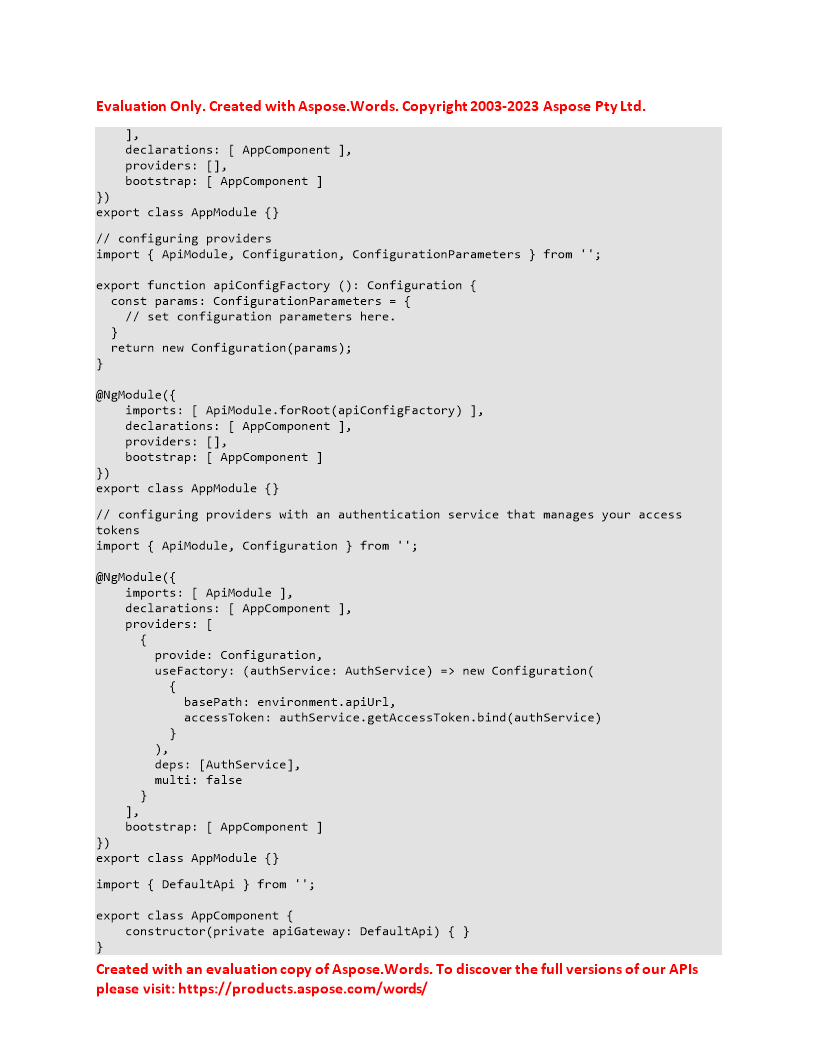 Evaluation Only. Created with Aspose.Words. Copyright 2003-2023 Aspose Pty Ltd.
    ],
    declarations: [ AppComponent ],
    providers: [],
    bootstrap: [ AppComponent ]
})
export class AppModule {}
// configuring providers
import { ApiModule, Configuration, ConfigurationParameters } from '';

export function apiConfigFactory (): Configuration {
  const params: ConfigurationParameters = {
    // set configuration parameters here.
  }
  return new Configuration(params);
}

@NgModule({
    imports: [ ApiModule.forRoot(apiConfigFactory) ],
    declarations: [ AppComponent ],
    providers: [],
    bootstrap: [ AppComponent ]
})
export class AppModule {}
// configuring providers with an authentication service that manages your access
tokens
import { ApiModule, Configuration } from '';

@NgModule({
    imports: [ ApiModule ],
    declarations: [ AppComponent ],
    providers: [
      {
        provide: Configuration,
        useFactory: (authService: AuthService) => new Configuration(
          {
            basePath: environment.apiUrl,
            accessToken: authService.getAccessToken.bind(authService)
          }
        ),
        deps: [AuthService],
        multi: false
      }
    ],
    bootstrap: [ AppComponent ]
})
export class AppModule {}
import { DefaultApi } from '';

export class AppComponent {
    constructor(private apiGateway: DefaultApi) { }
}
Created with an evaluation copy of Aspose.Words. To discover the full versions of our APIs
please visit: https://products.aspose.com/words/